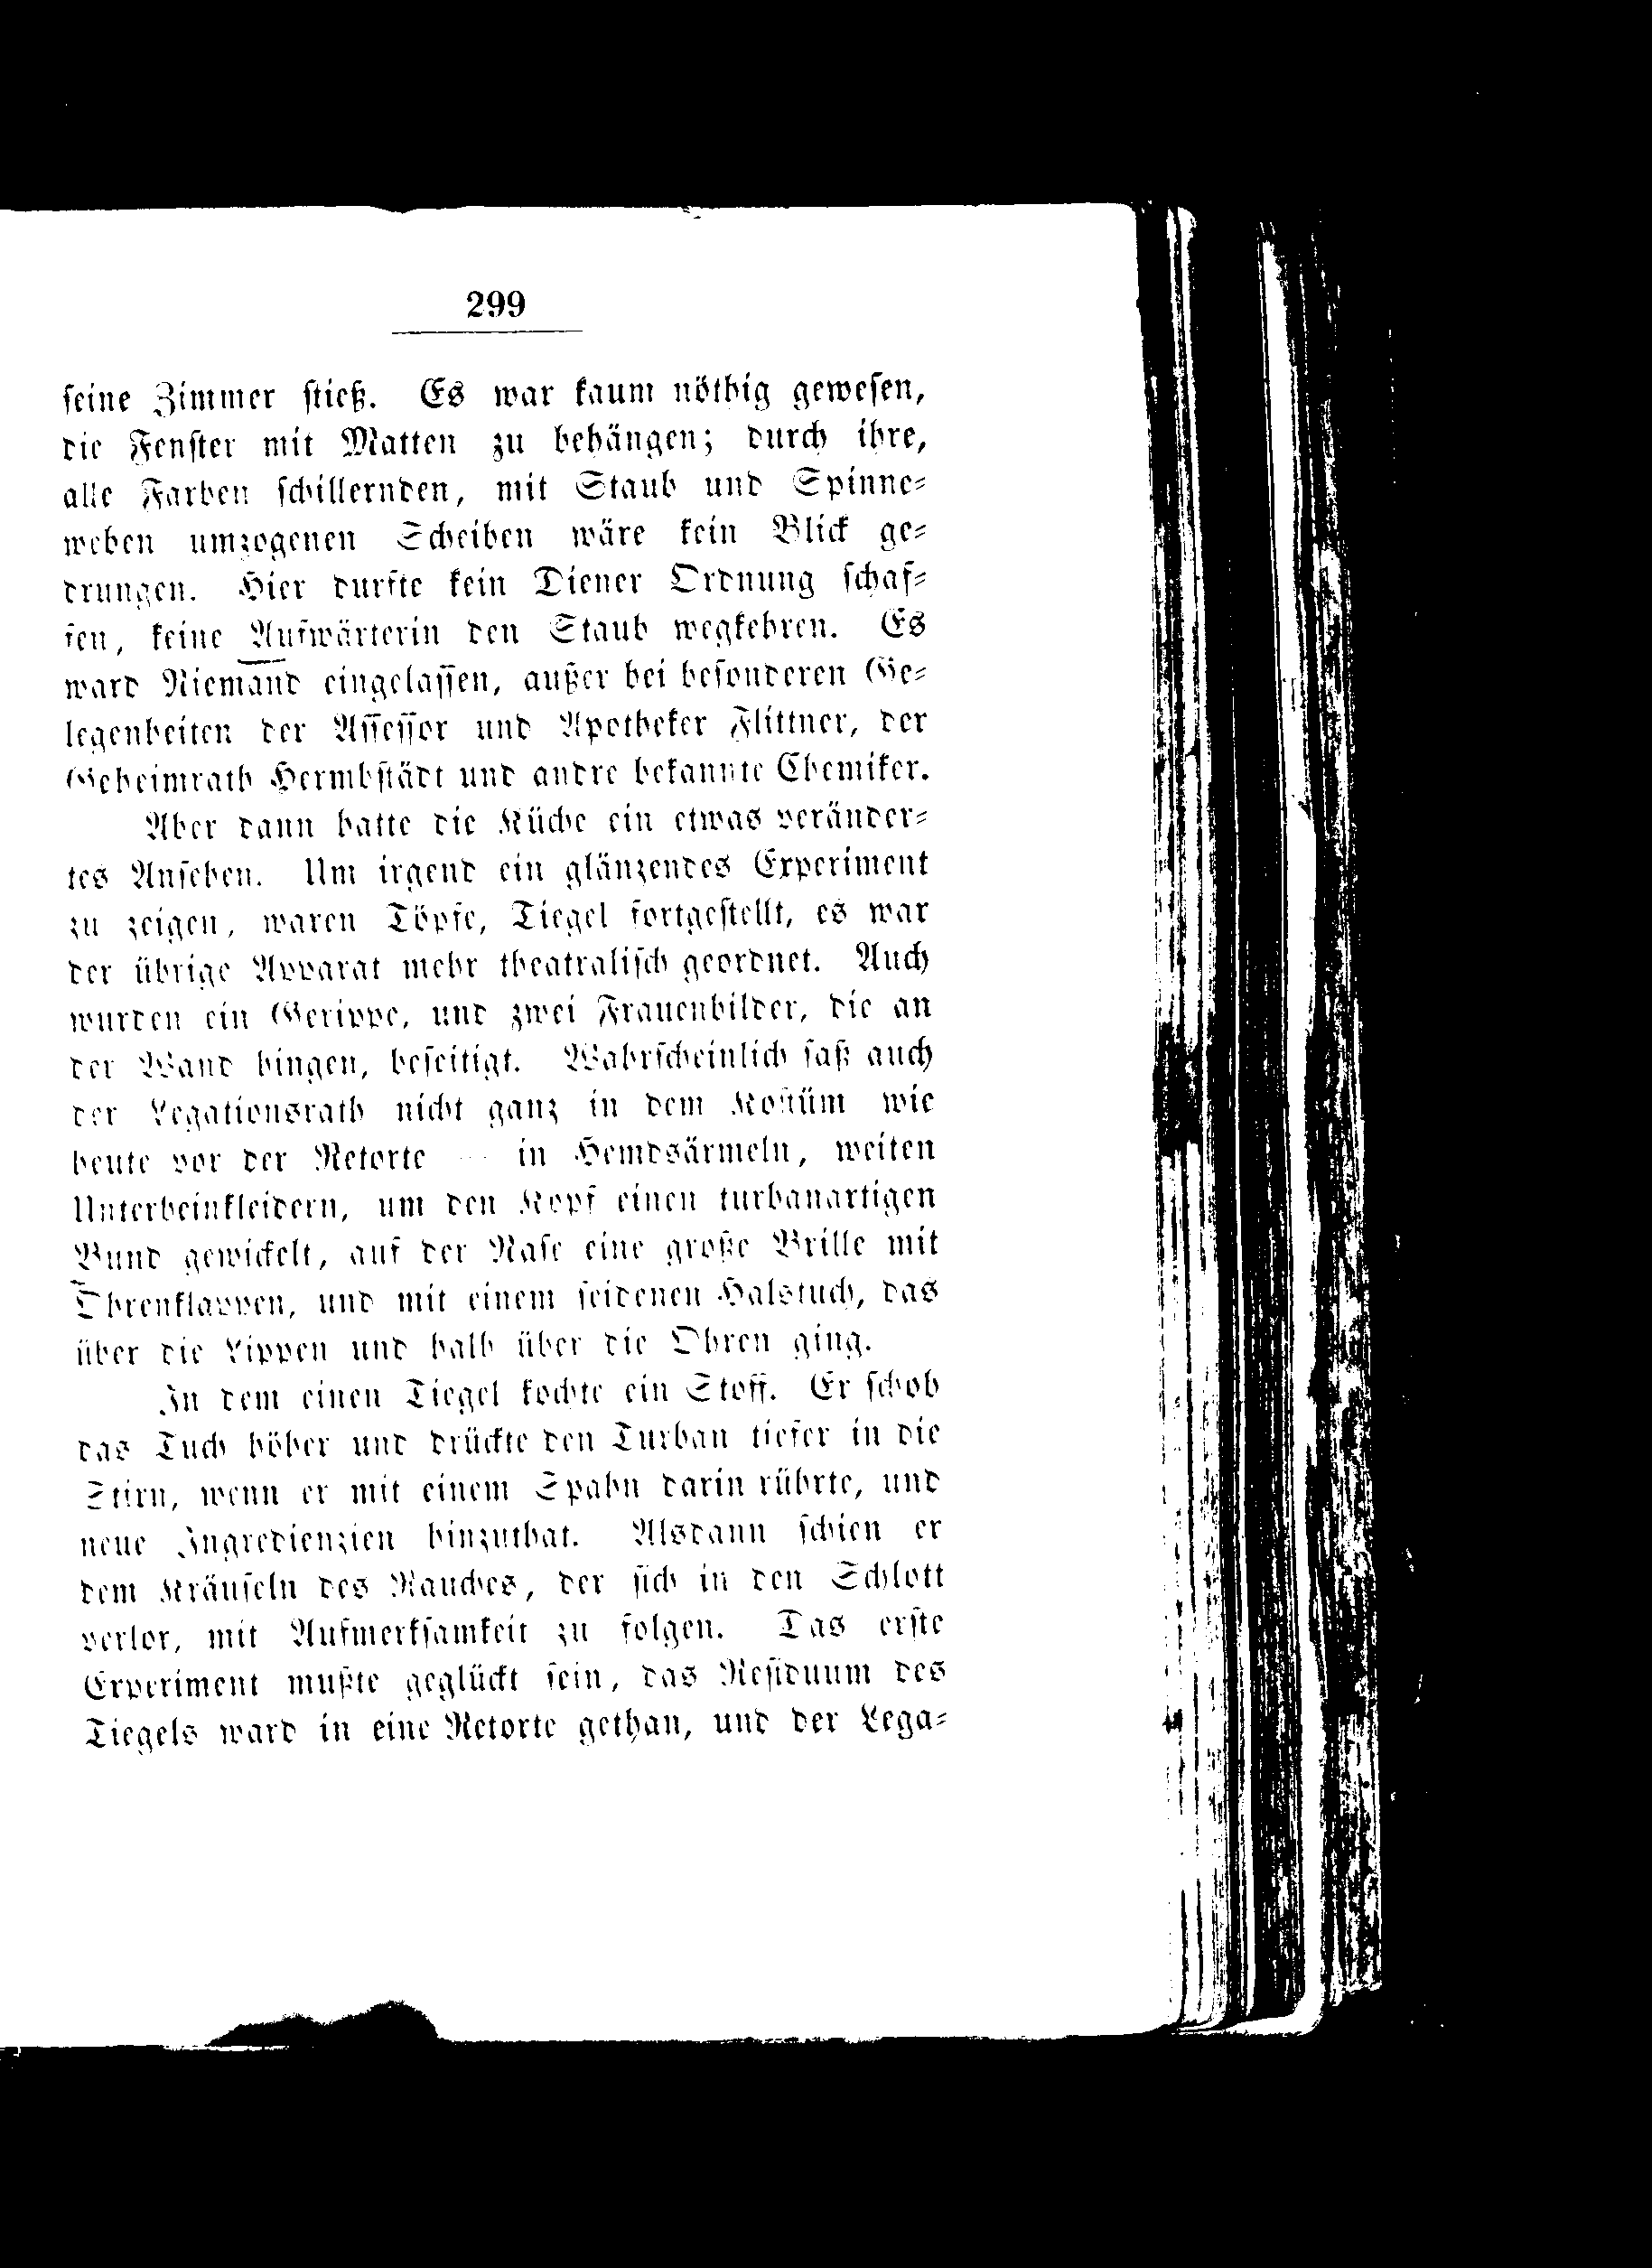 299
seine Zimmer stieß. Es war kaum nöthig gewesen,
die Fenster mit Matten zu behängen; durch ihre,
alle Farben schillernden, mit Staub und Spinne-
weben umzogenen Scheiben wäre kein Blick ge-
drungen. Hier durfte kein Diener Ordnung schaf-
fen, keine Aufwärterin den Staub wegkehren. Es
ward Niemand eingelassen, außer bei besonderen Ge-
legenheiten der Assessor und Apotheker Flittner, der
Geheimrath Hermbstädt und andre bekannte Chemiker.
Aber dann hatte die Küche ein etwas veränder-
tes Ansehen. Um irgend ein glänzendes Experiment
zu zeigen, waren Töpfe, Tiegel fortgestellt, es war
der übrige Apparat mehr theatralisch geordnet. Auch
wurden ein Gerippe, und zwei Frauenbilder, die an
der Wand hingen, beseitigt. Wahrscheinlich saß auch
der Legationsrath nicht ganz in dem Kostüm wie
heute vor der Retorte — in Hemdsärmeln, weiten
Unterbeinkleidern, um den Kopf einen turbanartigen
Bund gewickelt, auf der Nase eine große Brille mit
Ohrenklappen, und mit einem seidenen Halstuch, das
über die Lippen und halb über die Ohren ging.
In dem einen Tiegel kochte ein Stoff. Er schob
das Tuch höher und drückte den Turban tiefer in die
Stirn, wenn er mit einem Spahn darin rührte, und
neue Ingredienzien hinzuthat. Alsdann schien er
dem Kräuseln des Rauches, der sich in den Schlott
verlor, mit Aufmerksamkeit zu folgen. Das erste
Experiment mußte geglückt sein, das Residuum des
Tiegels ward in eine Retorte gethan, und der Lega-